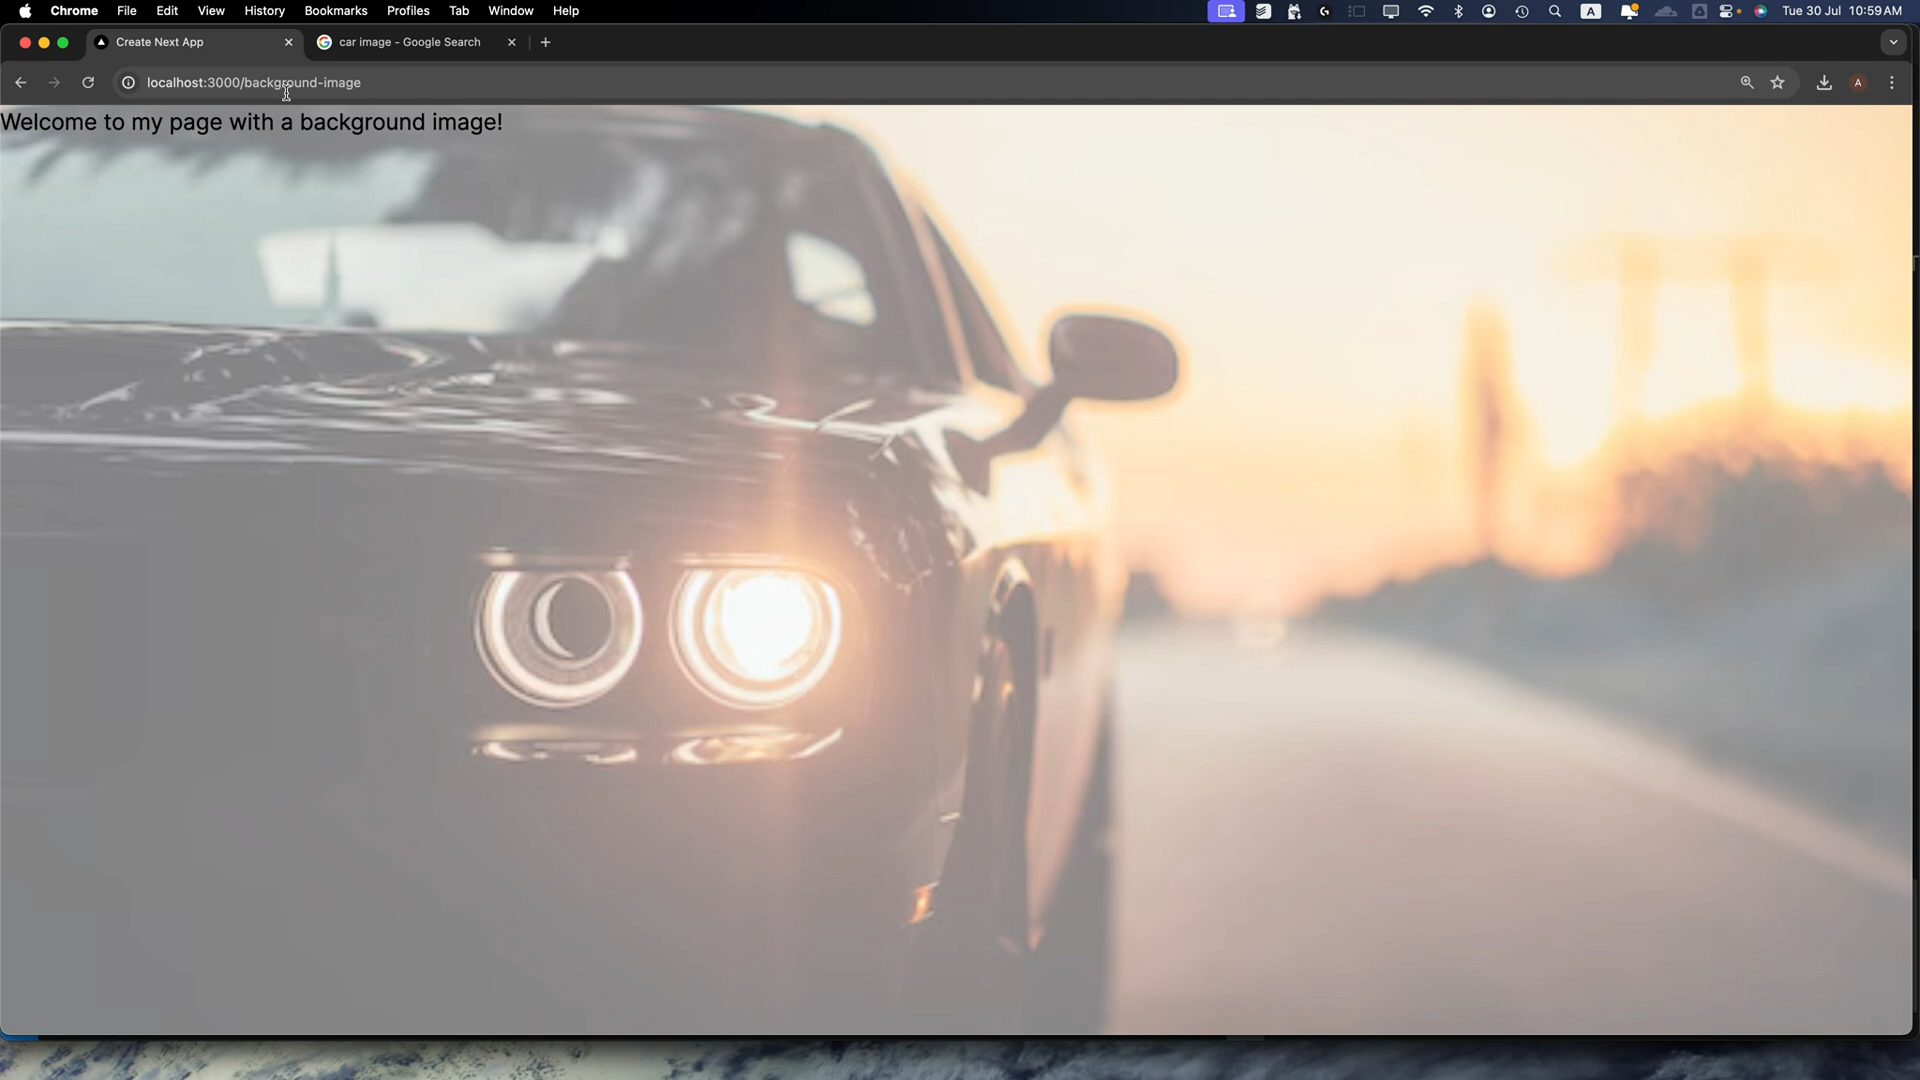 Chrome File Edit View History Bookmarks Profiles Tab Window Help
A
Tue 30 Jul 10:59 AM
Create Next App
car image - Google Search
localhost:3000/background-image
A
Welcome to my page with a background image!